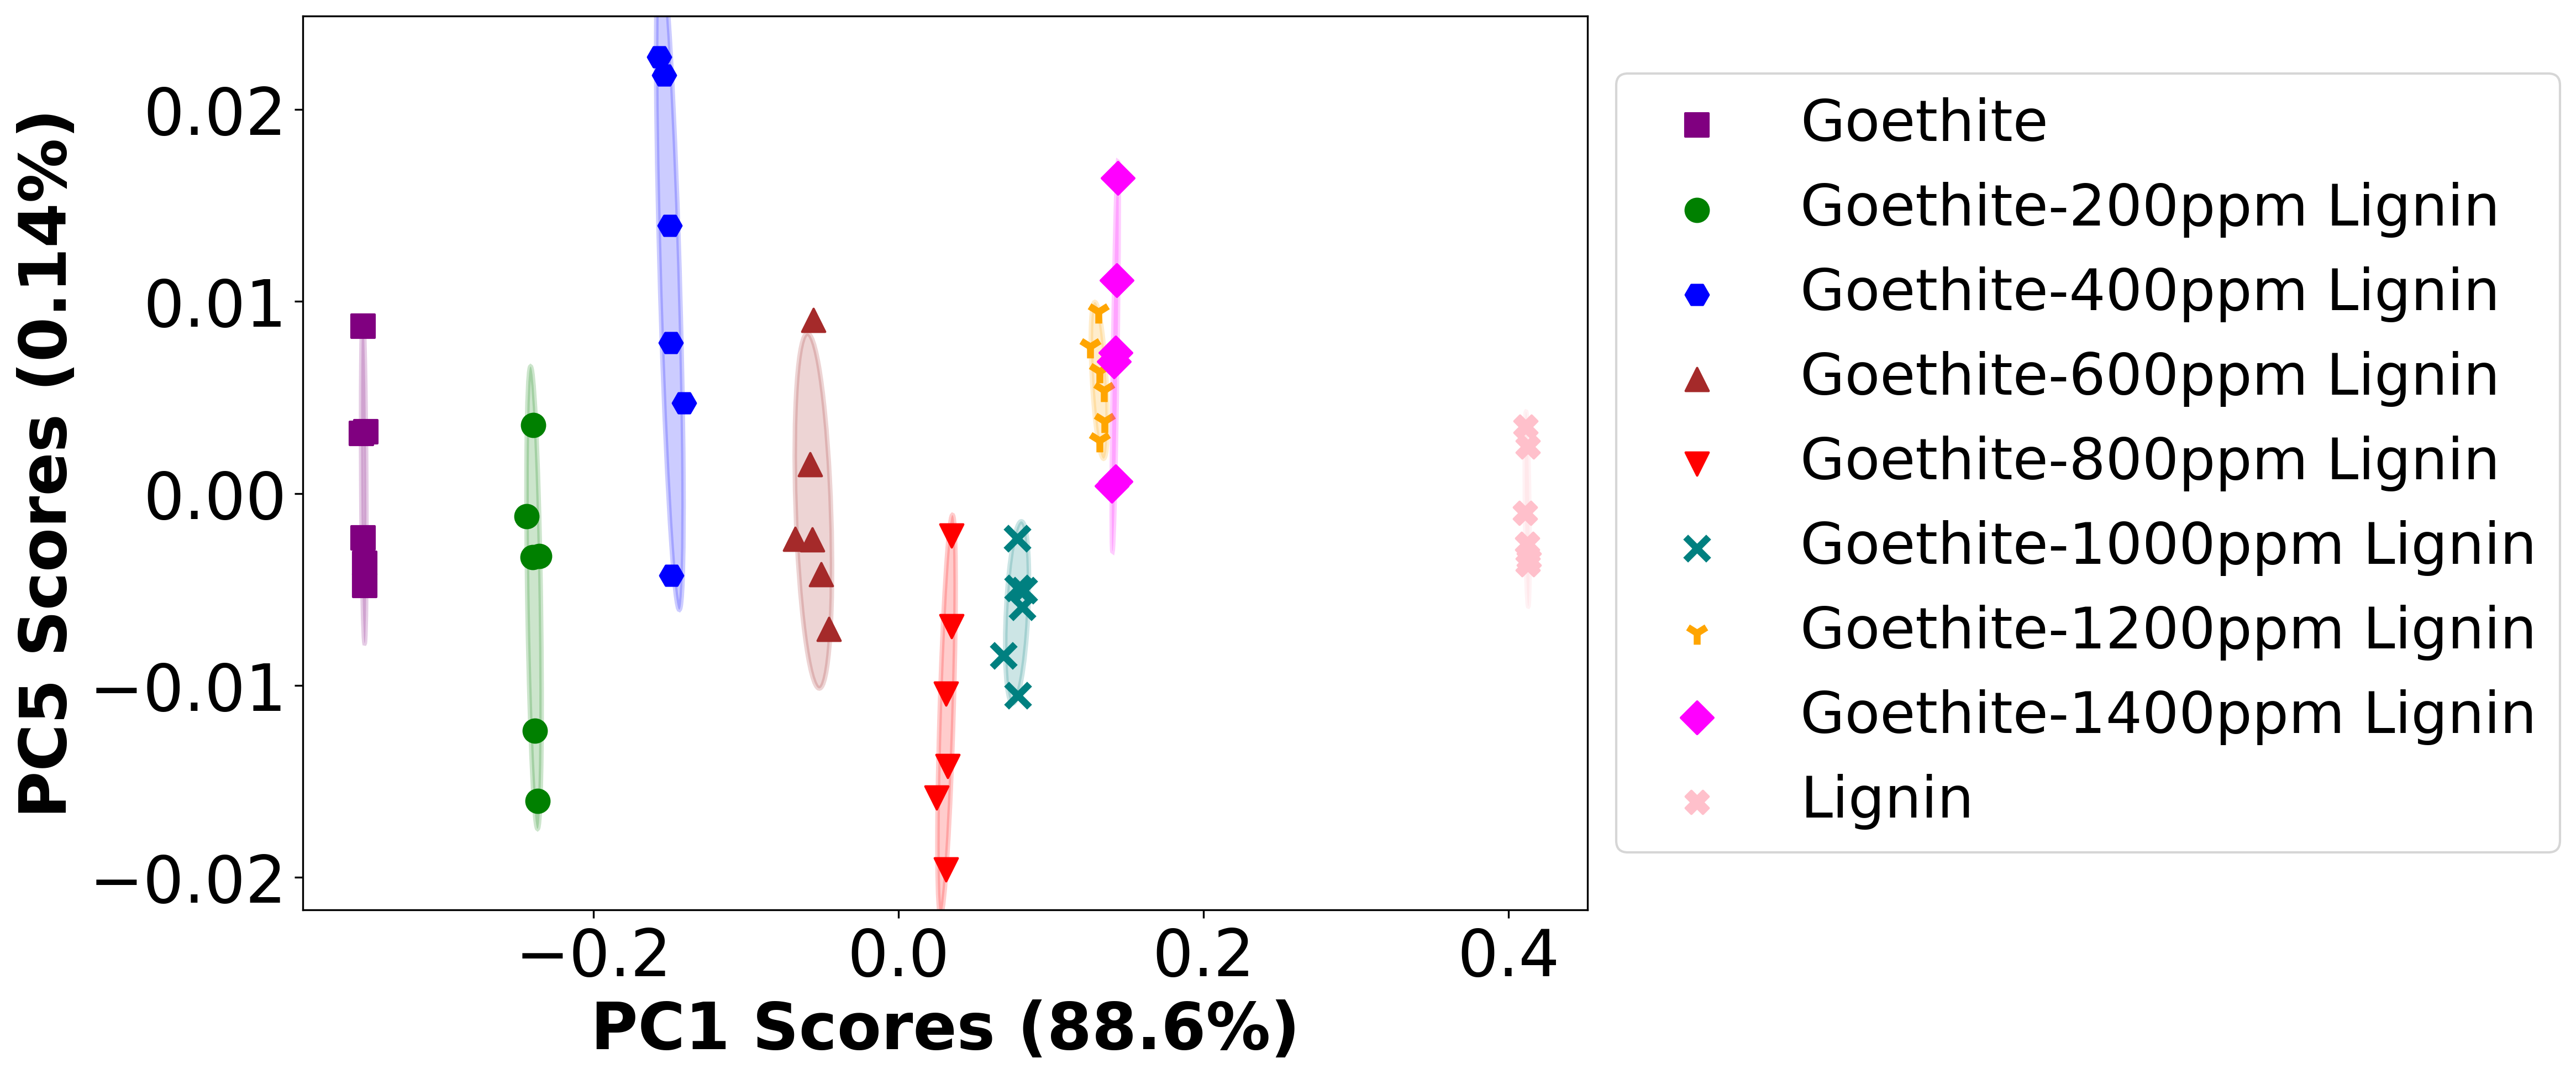 PC5 Scores (0.14%)
0.02
0.01
0.00
−0.01
−0.02
−0.2
0.0
0.2
0.4
PC1 Scores (88.6%)
Goethite
Goethite-200ppm Lignin
Goethite-400ppm Lignin
Goethite-600ppm Lignin
Goethite-800ppm Lignin
Goethite-1000ppm Lignin
Goethite-1200ppm Lignin
Goethite-1400ppm Lignin
Lignin